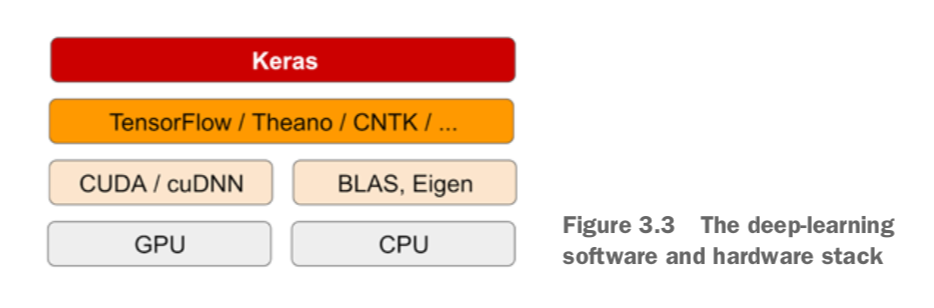 Keras
TensorFlow / Theano / CNTK / ...
CUDA / cuDNN
BLAS, Eigen
GPU
CPU
Figure 3.3 The deep-learning
software and hardware stack